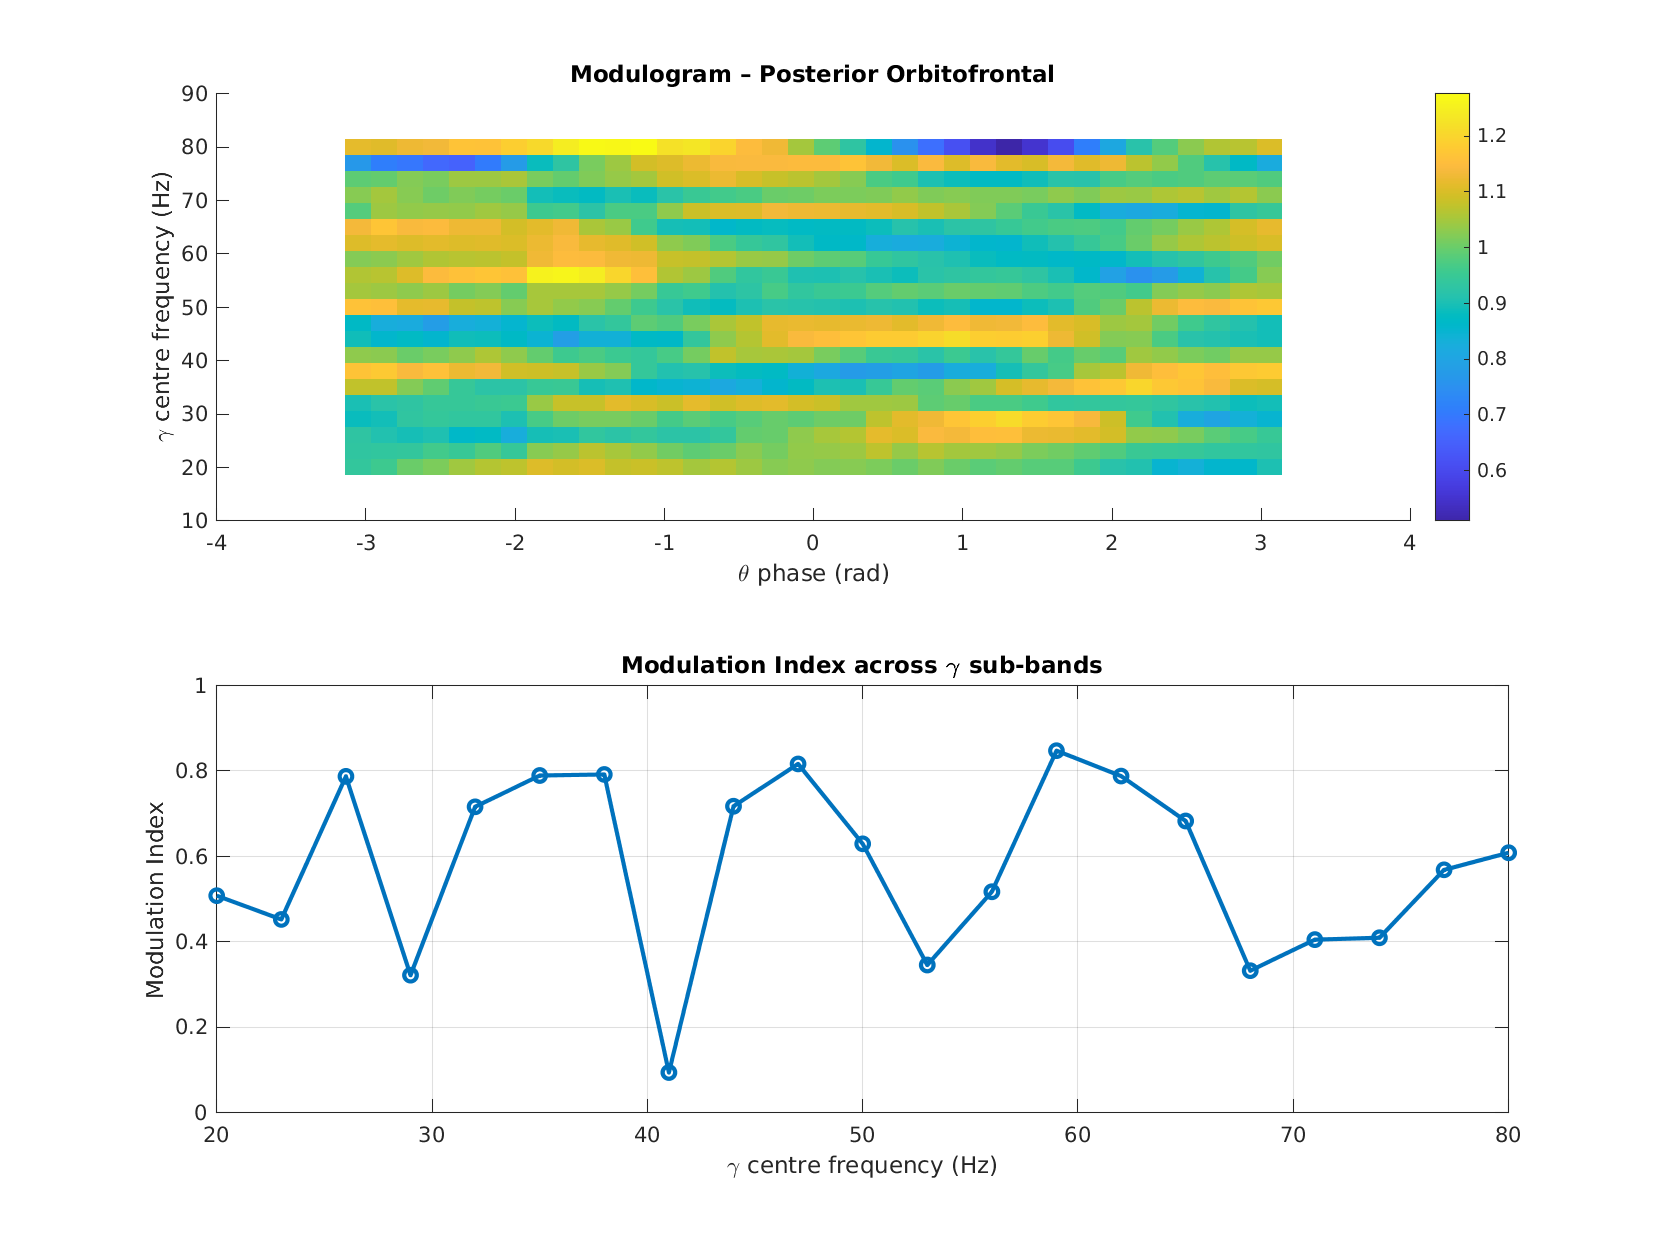 Modulogram – Posterior Orbitofrontal
γ centre frequency (Hz)
90
80
70
60
50
40
30
20
10
-4 -3 -2 -1 0 1 2 3 4
θ phase (rad)
1.2
1.1
1
0.9
0.8
0.7
0.6
Modulation Index across γ sub-bands
Modulation Index
1
0.8
0.6
0.4
0.2
0
20 30 40 50 60 70 80
γ centre frequency (Hz)